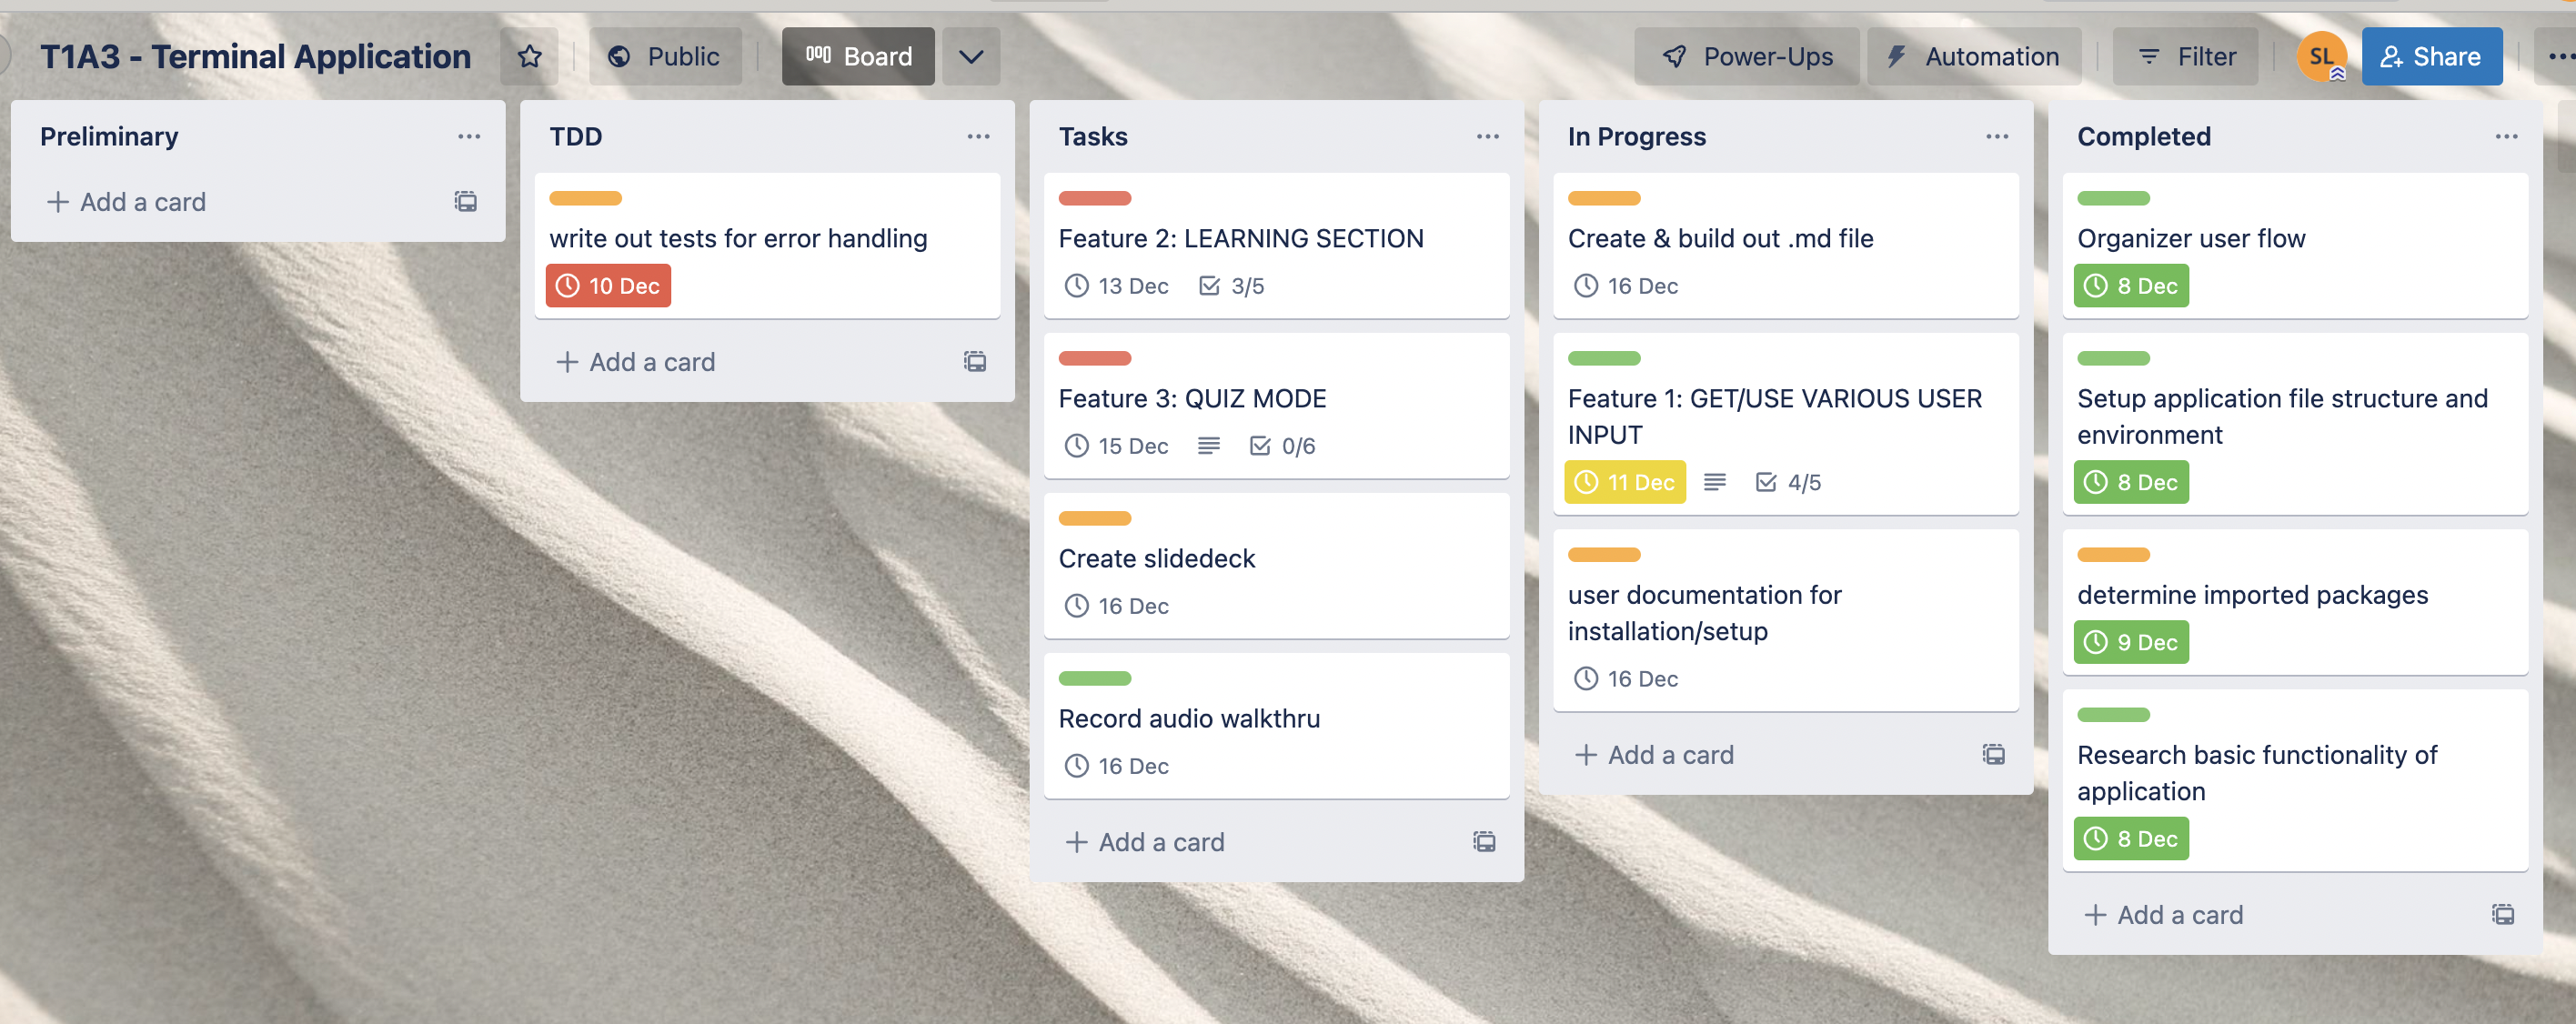 T1A3 - Terminal Application
Public
Board
Power-Ups
Automation
Filter
SL
Share
Preliminary
Add a card
TDD
write out tests for error handling
10 Dec
Add a card
Tasks
Feature 2: LEARNING SECTION
13 Dec 3/5
Feature 3: QUIZ MODE
15 Dec 0/6
Create slidedeck
16 Dec
Record audio walkthru
16 Dec
Add a card
In Progress
Create & build out .md file
16 Dec
Feature 1: GET/USE VARIOUS USER
INPUT
11 Dec 4/5
user documentation for
installation/setup
16 Dec
Add a card
Completed
Organizer user flow
8 Dec
Setup application file structure and
environment
8 Dec
determine imported packages
9 Dec
Research basic functionality of
application
8 Dec
Add a card